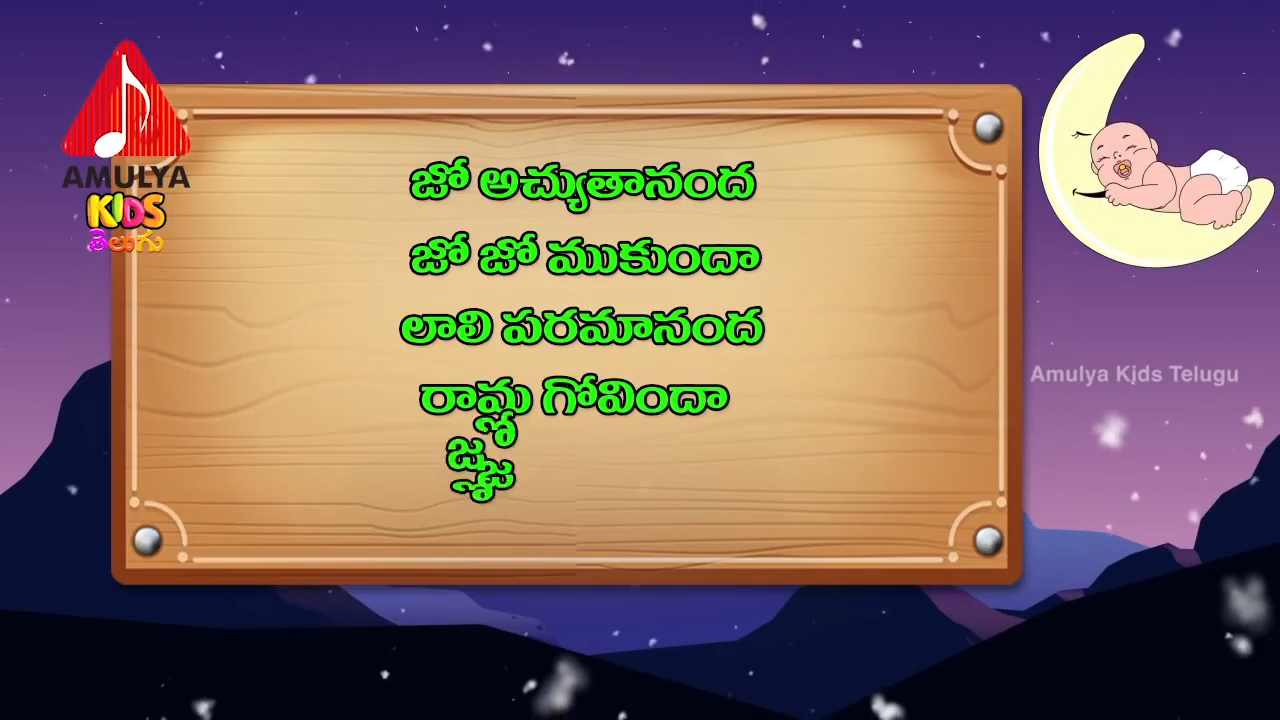 AMULYA
KIDS
తెలుగు
జో అచ్యుతానంద
జో జో ముకుందా
లాలి పరమానంద
గోవిందా
Amulya Kids Telugu